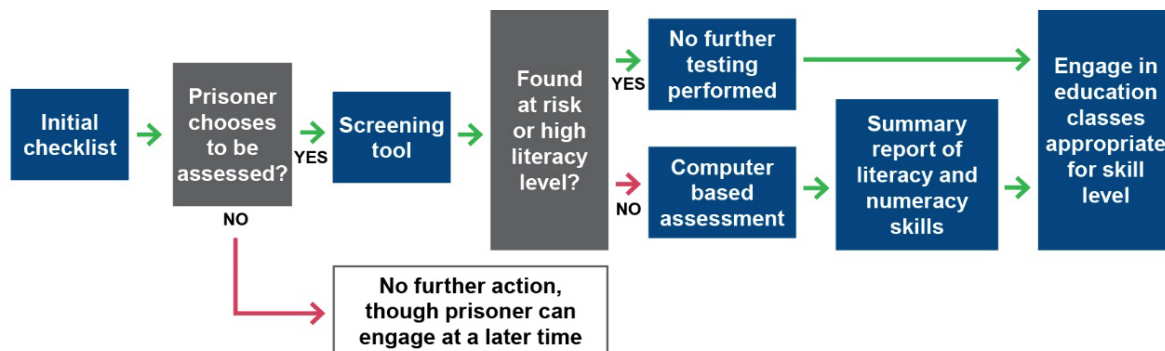 Initial
checklist
Prisoner
chooses
to be
assessed?
YES
NO
Screening
tool
Found
at risk
or high
literacy
level?
YES
NO
No further
testing
performed
Computer
based
assessment
Summary
report of
literacy and
numeracy
skills
Engage in
education
classes
appropriate
for skill
level
No further action,
though prisoner can
engage at a later time